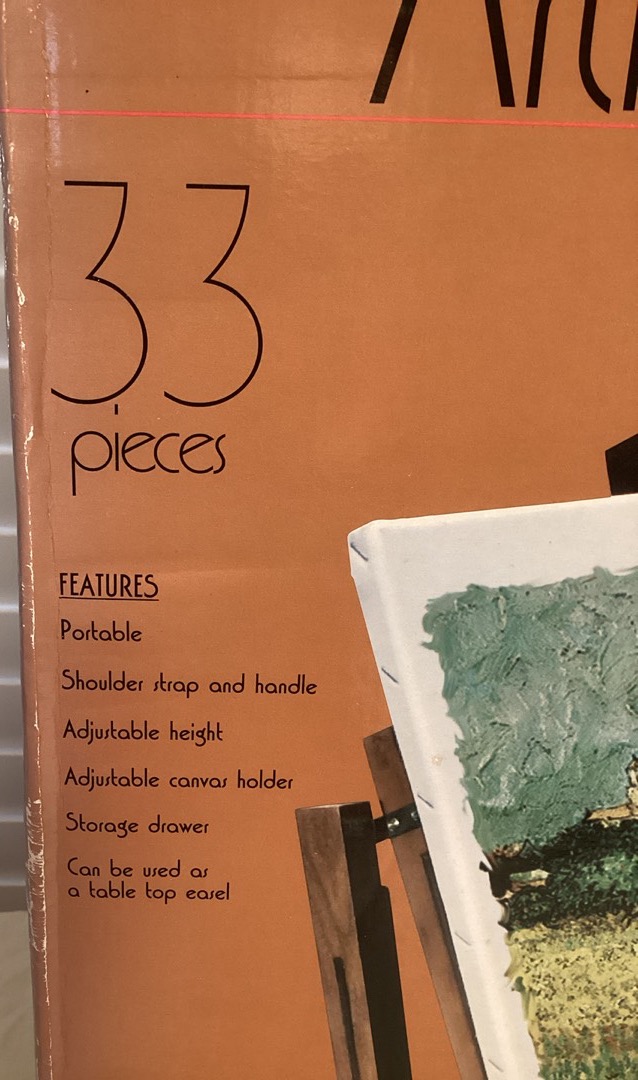 33
pieces
FEATURES
Portable
Shoulder strap and handle
Adjustable height
Adjustable canvas holder
Storage drawer
Can be used as
a table top easel